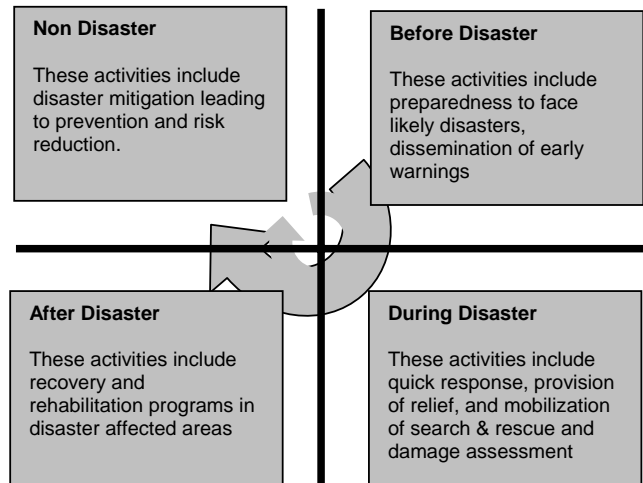 Non Disaster
These activities include
disaster mitigation leading
to prevention and risk
reduction.
Before Disaster
These activities include
preparedness to face
likely disasters,
dissemination of early
warnings
After Disaster
These activities include
recovery and
rehabilitation programs in
disaster affected areas
During Disaster
These activities include
quick response, provision
of relief, and mobilization
of search & rescue and
damage assessment